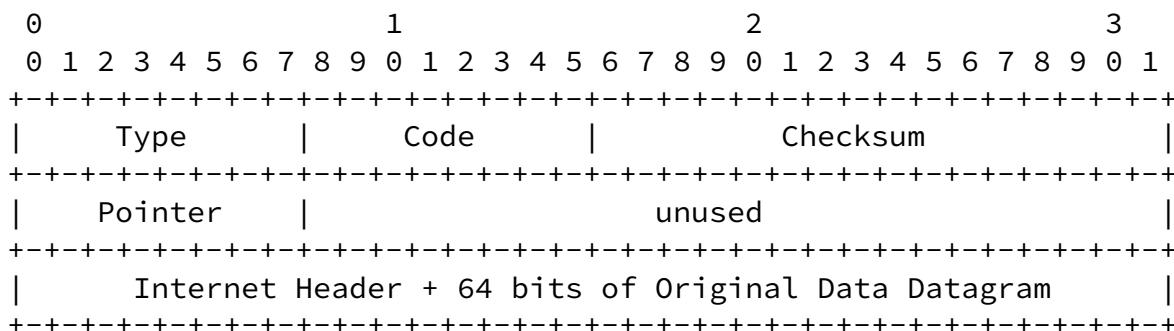 0                   1                   2                   3
 0 1 2 3 4 5 6 7 8 9 0 1 2 3 4 5 6 7 8 9 0 1 2 3 4 5 6 7 8 9 0 1
+-+-+-+-+-+-+-+-+-+-+-+-+-+-+-+-+-+-+-+-+-+-+-+-+-+-+-+-+-+-+-+-+
|     Type      |     Code      |          Checksum             |
+-+-+-+-+-+-+-+-+-+-+-+-+-+-+-+-+-+-+-+-+-+-+-+-+-+-+-+-+-+-+-+-+
|    Pointer    |                   unused                      |
+-+-+-+-+-+-+-+-+-+-+-+-+-+-+-+-+-+-+-+-+-+-+-+-+-+-+-+-+-+-+-+-+
|      Internet Header + 64 bits of Original Data Datagram      |
+-+-+-+-+-+-+-+-+-+-+-+-+-+-+-+-+-+-+-+-+-+-+-+-+-+-+-+-+-+-+-+-+